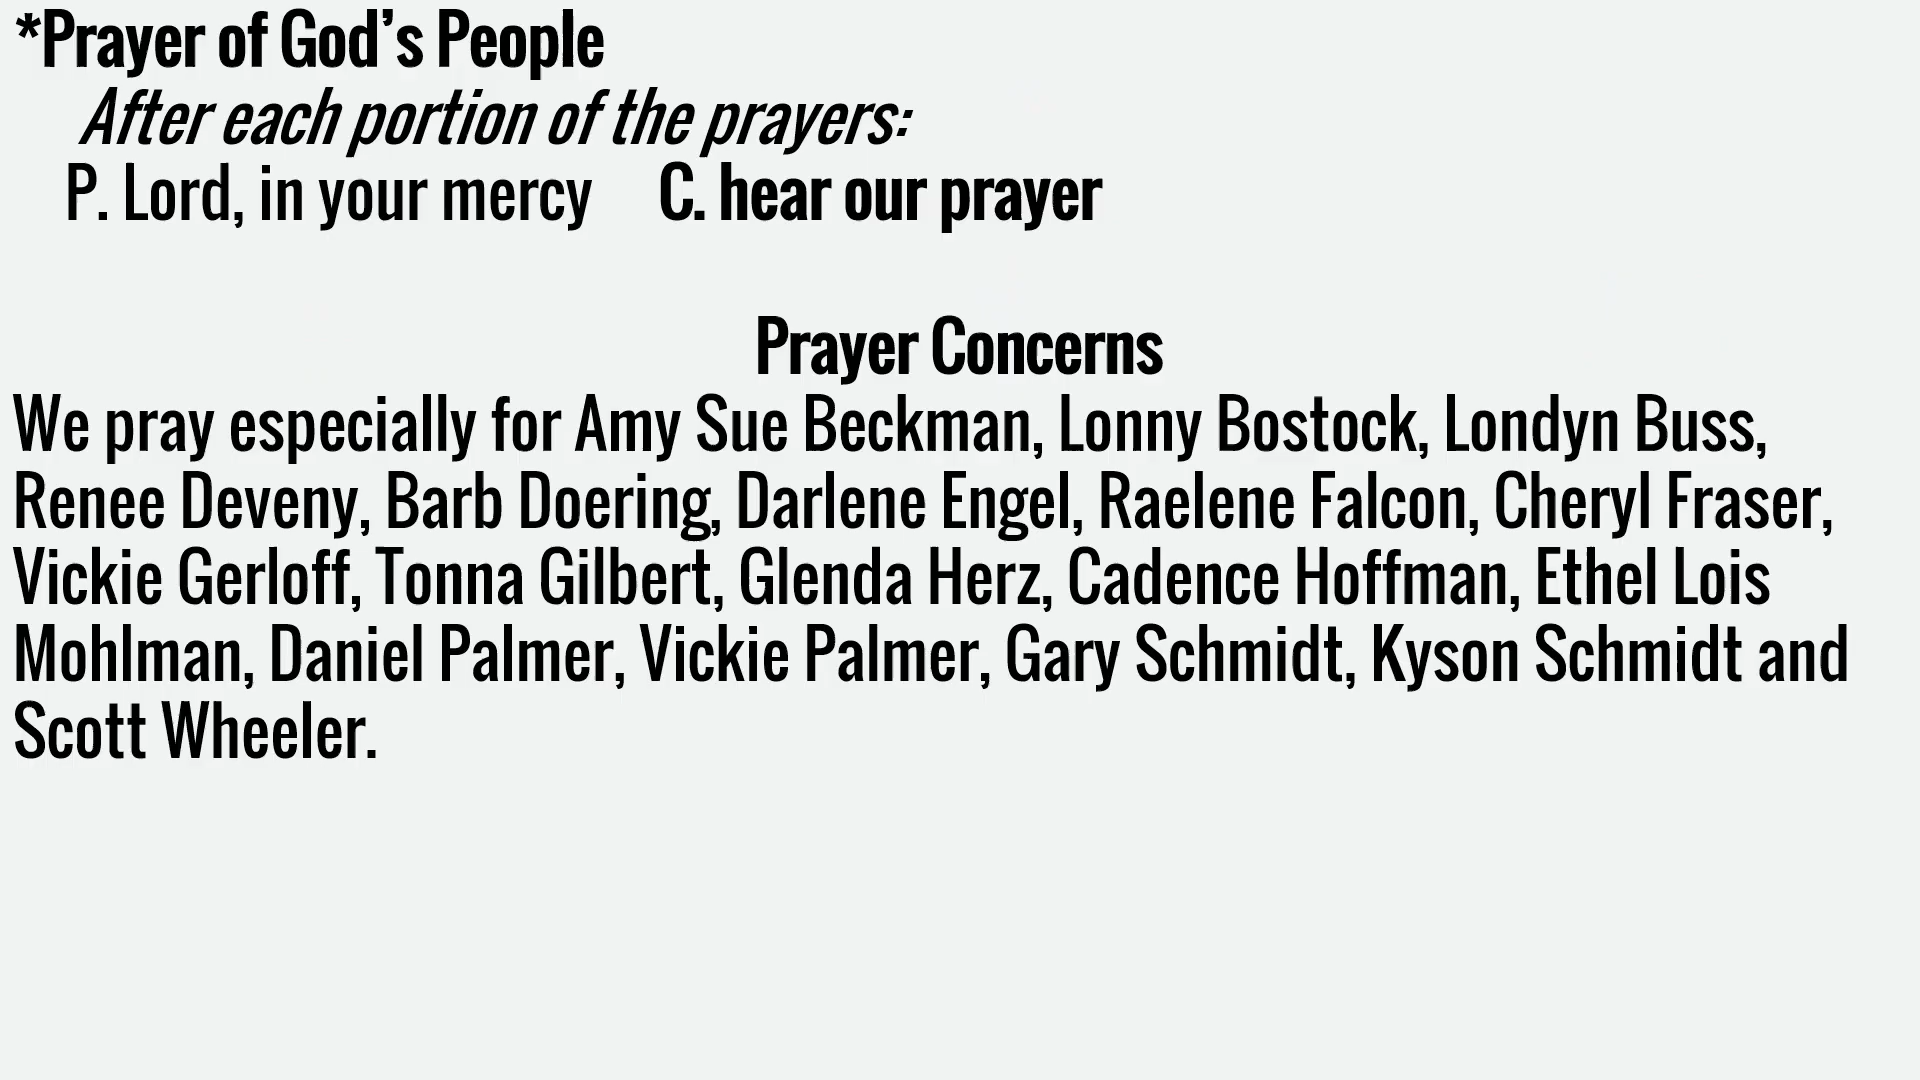 *Prayer of God’s People
After each portion of the prayers:
P. Lord, in your mercy C. hear our prayer
Prayer Concerns
We pray especially for Amy Sue Beckman, Lonny Bostock, Londyn Buss,
Renee Deveny, Barb Doering, Darlene Engel, Raelene Falcon, Cheryl Fraser,
Vickie Gerloff, Tonna Gilbert, Glenda Herz, Cadence Hoffman, Ethel Lois
Mohlman, Daniel Palmer, Vickie Palmer, Gary Schmidt, Kyson Schmidt and
Scott Wheeler.